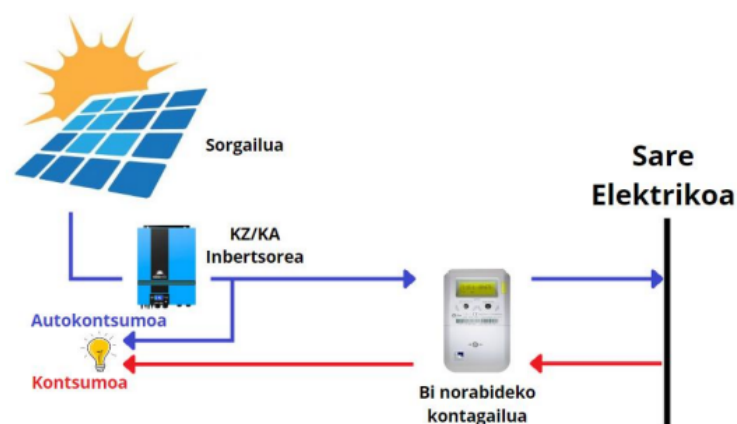 Sorgailua
Sare
Elektrikoa
KZ/KA
Inbertsorea
Autokontsumoa
Kontsumoa
Bi norabideko
kontagailua